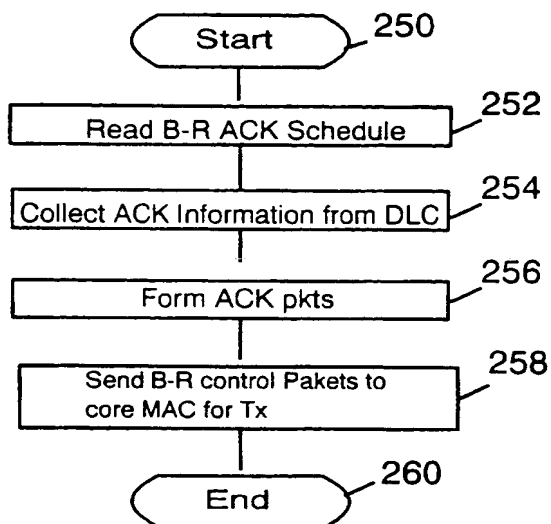 Start
250
252
Read B-R ACK Schedule
254
Collect ACK Information from DLC
256
Form ACK pkts
258
Send B-R control Pakets to
core MAC for Tx
260
End